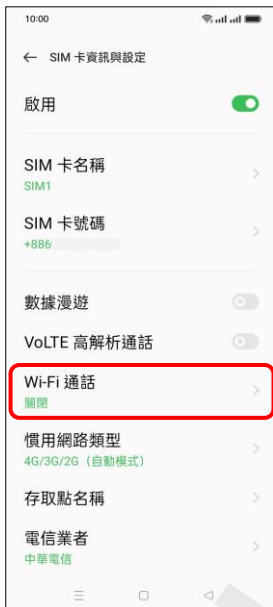 10:00
← SIM 卡資訊與設定
啟用
SIM 卡名稱
SIM1
SIM 卡號碼
+886
數據漫遊
VoLTE 高解析通話
Wi-Fi 通話
關閉
慣用網路類型
4G/3G/2G（自動模式）
存取點名稱
電信業者
中華電信